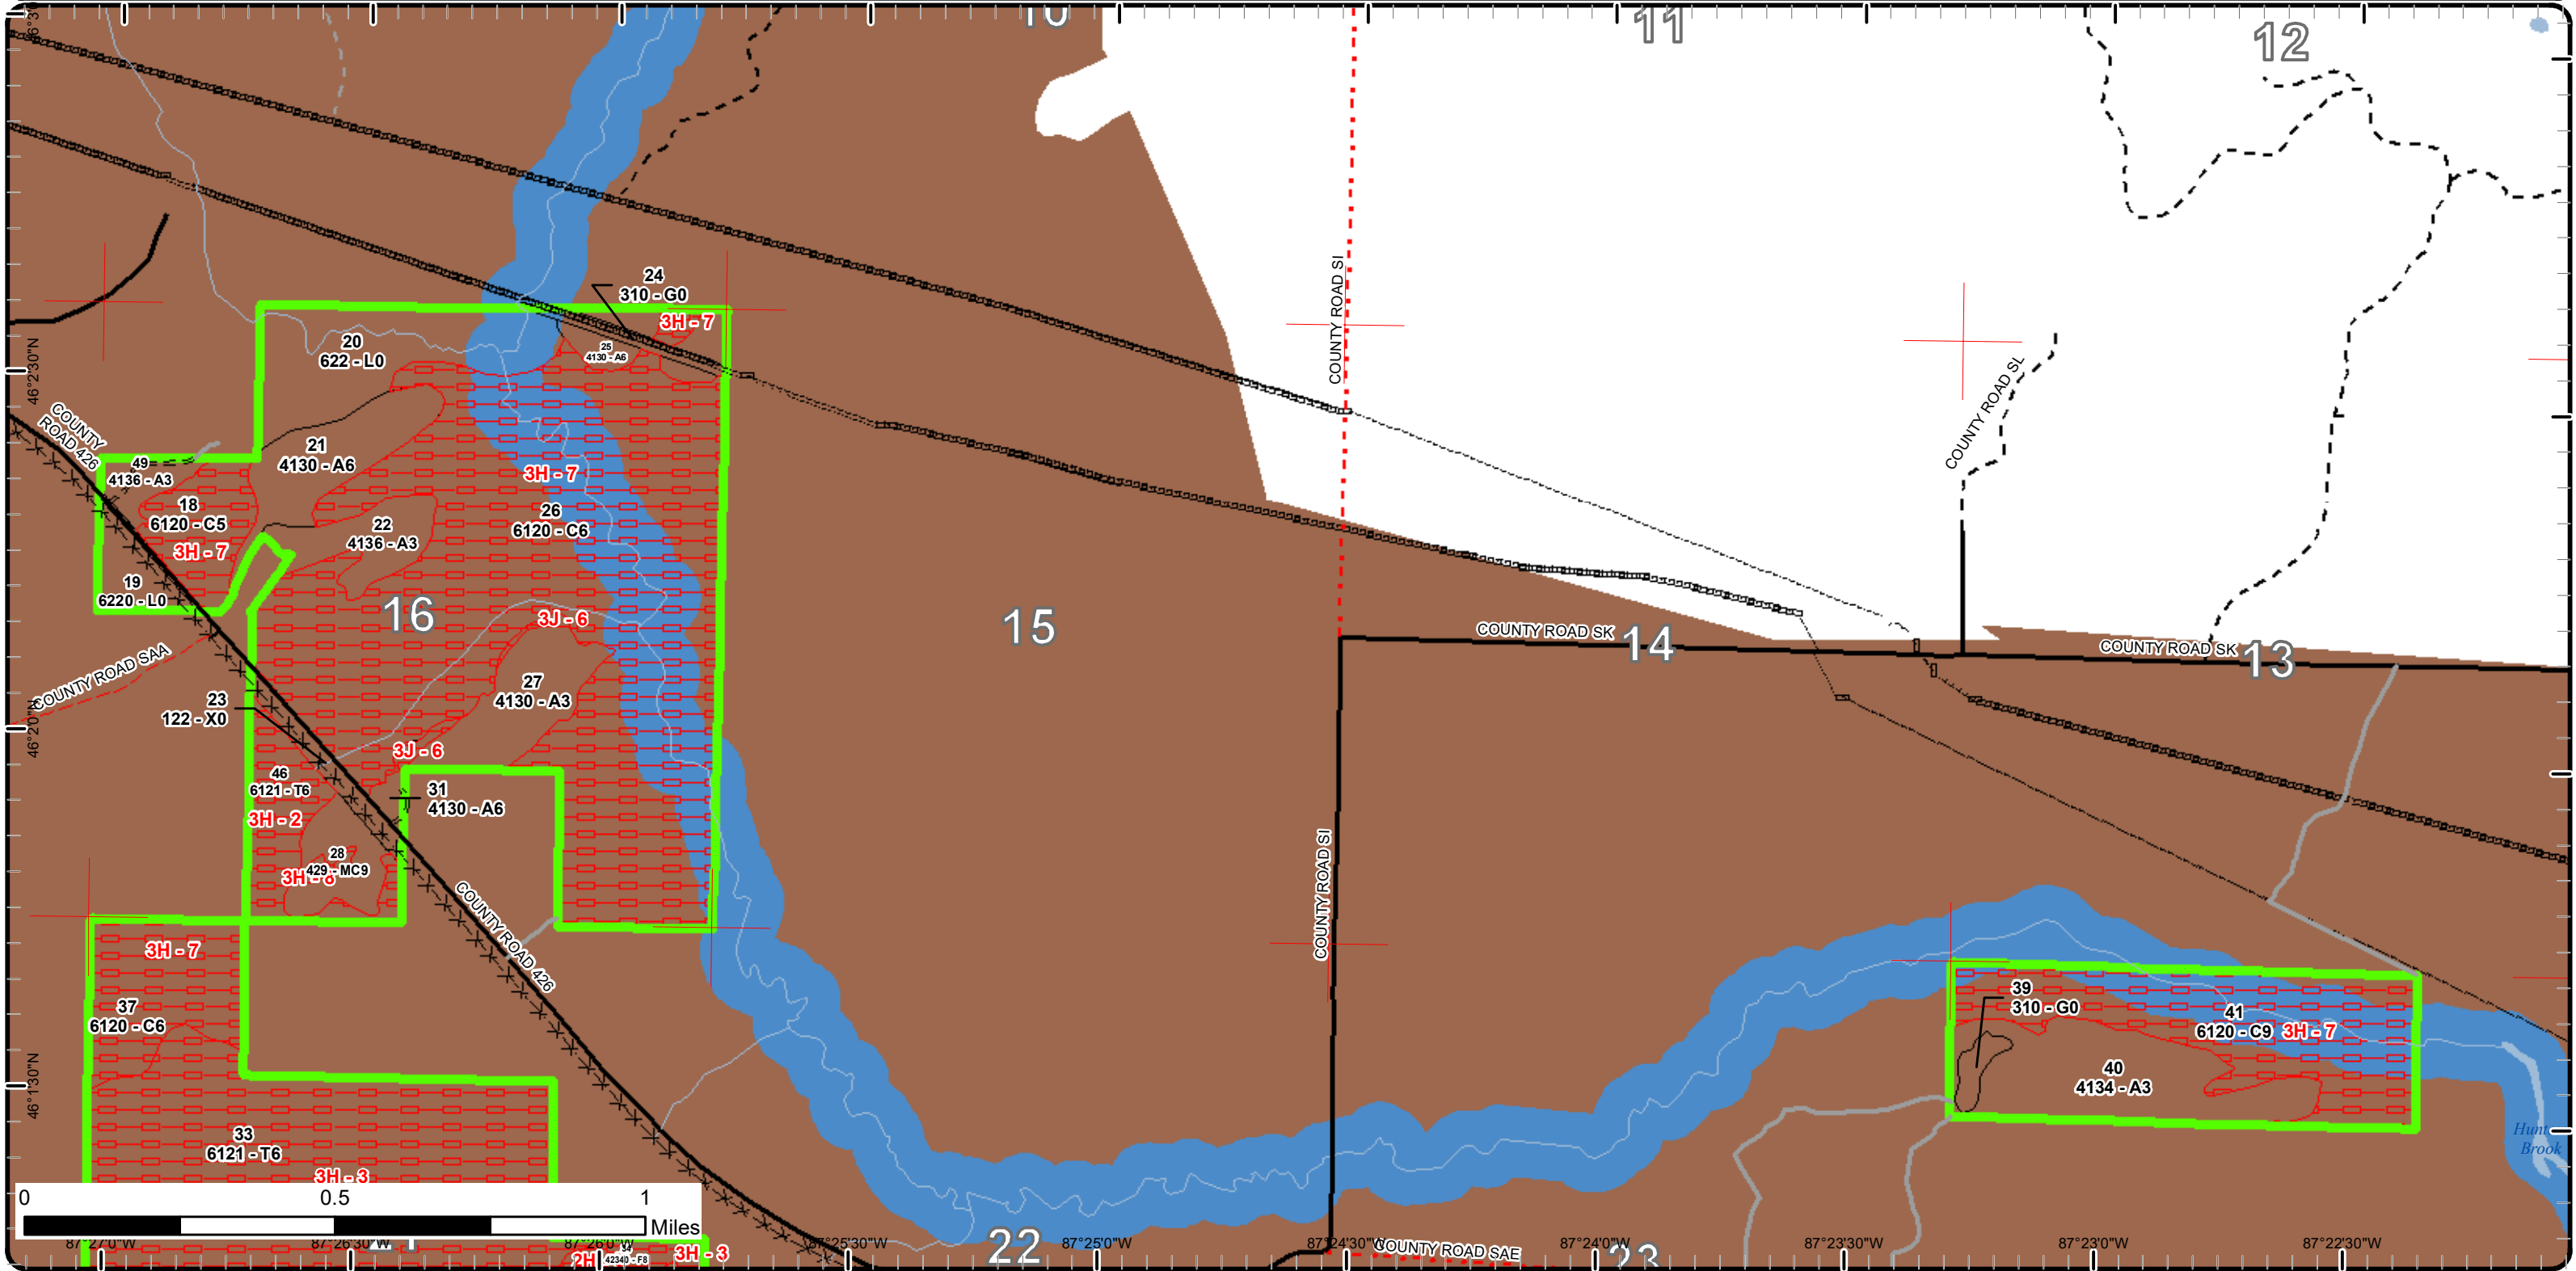 11
12
24
310 - G0
3H - 7
25
4130 - A6
20
622 - L0
COUNTY ROAD SI
COUNTY ROAD SL
46°2'30"N
COUNTY
ROAD 426
21
4130 - A6
49
4136 - A3
3H - 7
18
6120 - C5
3H - 7
22
4136 - A3
26
6120 - C6
19
6220 - L0
16
3J - 6
15
COUNTY ROAD SK
14
COUNTY ROAD SK
13
COUNTY ROAD SAA
27
4130 - A3
23
122 - X0
46°2'0"N
3J - 6
46
6121 - T6
31
4130 - A6
3H - 2
28
429 - MC9
3H - 8
COUNTY ROAD SI
COUNTY ROAD 426
3H - 7
37
6120 - C6
39
310 - G0
41
6120 - C9
3H - 7
40
4134 - A3
46°1'30"N
33
6121 - T6
3H - 3
Hunt
Brook
0 0.5 1
Miles
87°27'0"W
87°26'30"W
87°26'0"W
87°25'30"W
22
87°25'0"W
87°24'30"W
COUNTY ROAD SAE
87°24'0"W
23
87°23'30"W
87°23'0"W
87°22'30"W
3H - 3